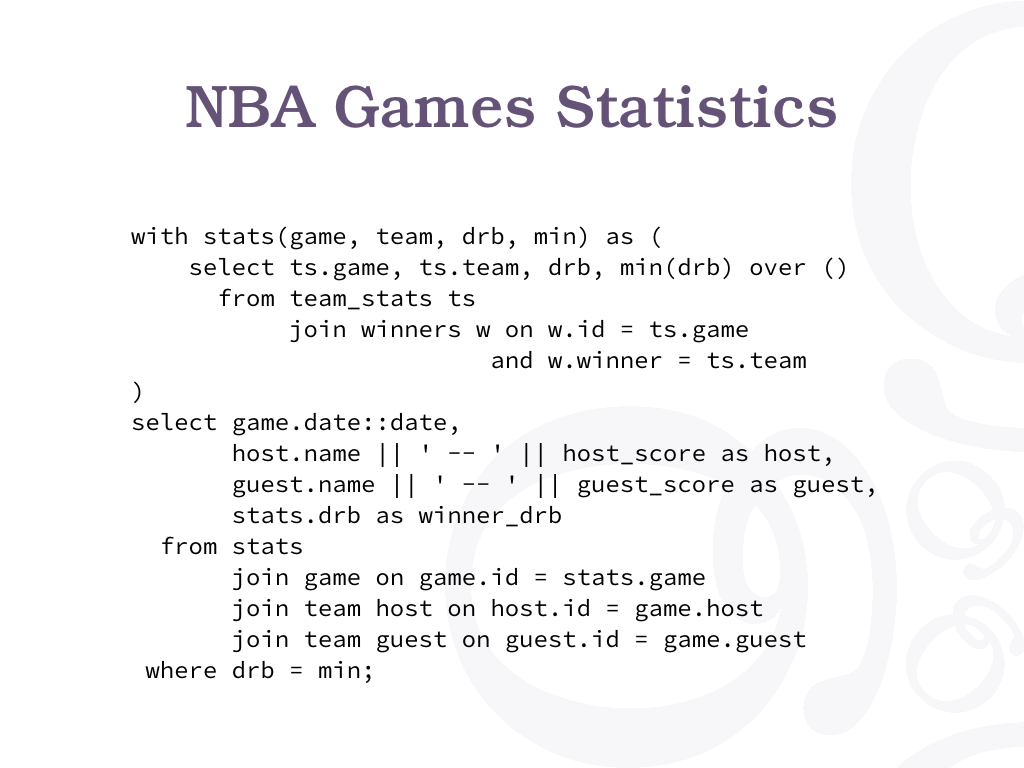 NBA Games Statistics
with stats(game, team, drb, min) as (
    select ts.game, ts.team, drb, min(drb) over ()
      from team_stats ts
           join winners w on w.id = ts.game
                         and w.winner = ts.team
)
select game.date::date,
       host.name || ' -- ' || host_score as host,
       guest.name || ' -- ' || guest_score as guest,
       stats.drb as winner_drb
  from stats
       join game on game.id = stats.game
       join team host on host.id = game.host
       join team guest on guest.id = game.guest
 where drb = min;